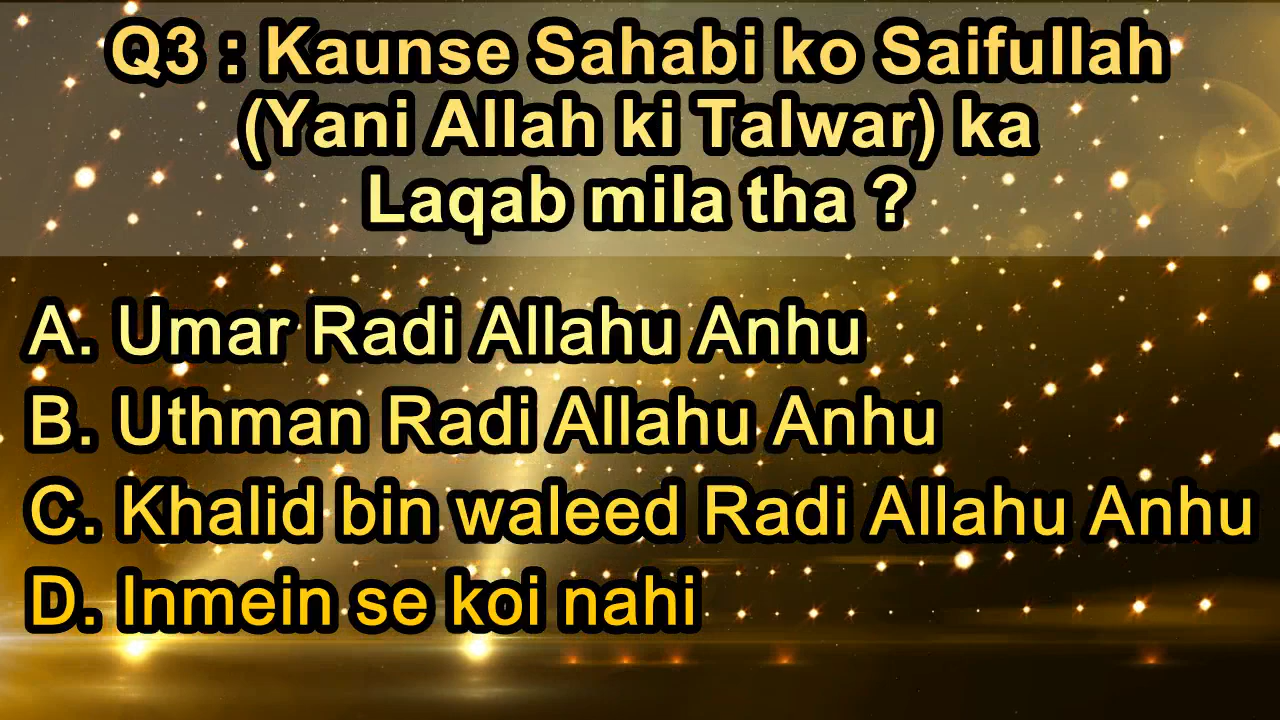 Q3 : Kaunse Sahabi ko Saifullah
(Yani Allah ki Talwar) ka
Laqab mila tha ?
A. Umar Radi Allahu Anhu
B. Uthman Radi Allahu Anhu
C. Khalid bin waleed Radi Allahu Anhu
D. Inmein se koi nahi